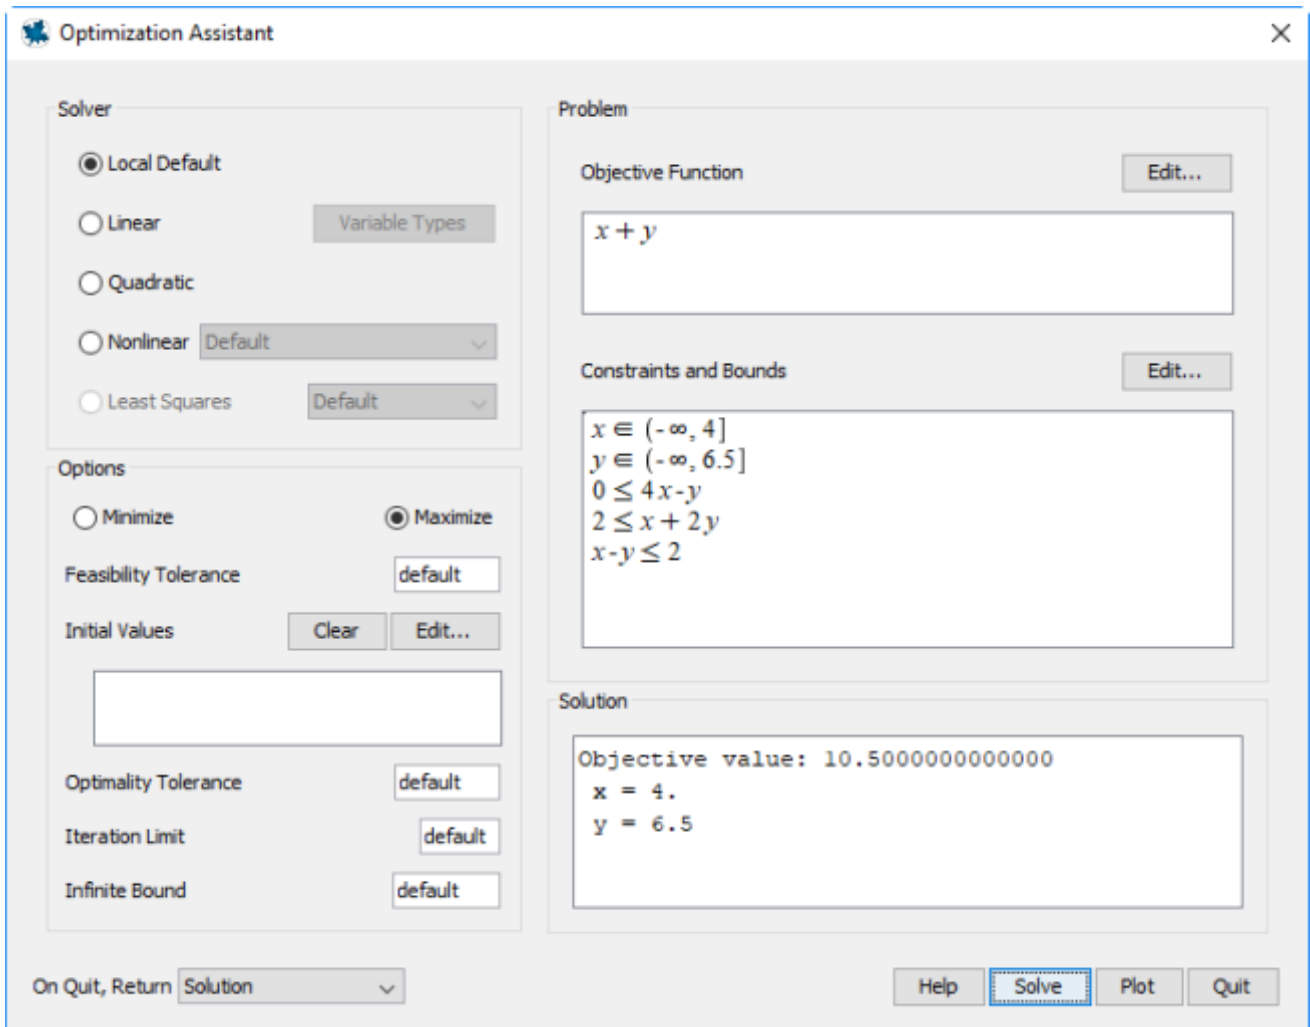 Optimization Assistant
Solver
Local Default
Linear
Variable Types
Quadratic
Nonlinear Default
Least Squares Default
Options
Minimize Maximize
Feasibility Tolerance default
Initial Values Clear Edit...
Optimality Tolerance default
Iteration Limit default
Infinite Bound default
Problem
Objective Function Edit...
x + y
Constraints and Bounds Edit...
x ∈ (-∞, 4]
y ∈ (-∞, 6.5]
0 ≤ 4x-y
2 ≤ x + 2y
x-y ≤ 2
Solution
Objective value: 10.5000000000000
x = 4.
y = 6.5
On Quit, Return Solution
Help Solve Plot Quit